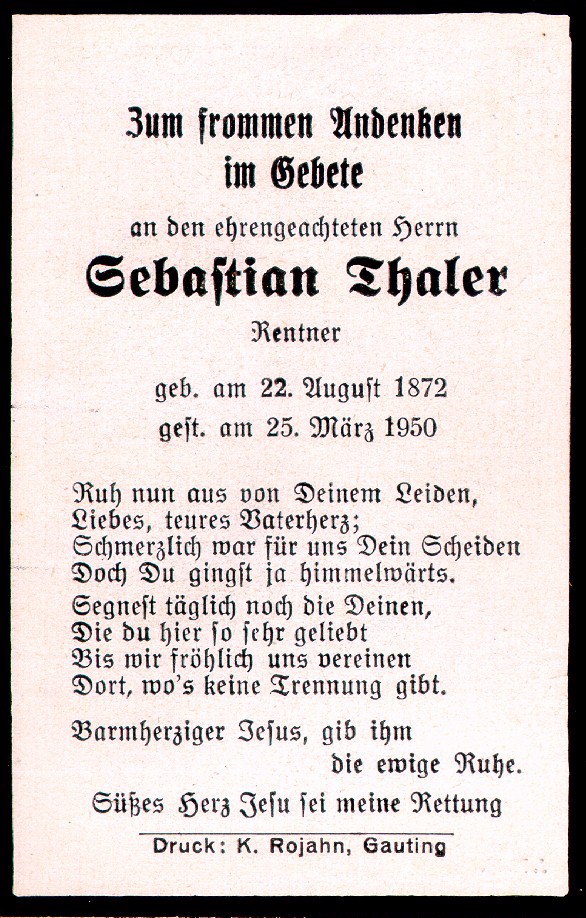 Zum frommen Andenken
im Gebete
an den ehrengeachteten Herrn
Sebaſtian Thaler
Rentner
geb. am 22. Auguſt 1872
geſt. am 25. März 1950
Ruh nun aus von Deinem Leiden,
Liebes, teures Vaterherz;
Schmerzlich war für uns Dein Scheiden
Doch Du gingſt ja himmelwärts.
Segneſt täglich noch die Deinen,
Die du hier ſo ſehr geliebt
Bis wir fröhlich uns vereinen
Dort, wo's keine Trennung gibt.
Barmherziger Jeſus, gib ihm
die ewige Ruhe.
Süßes Herz Jeſu ſei meine Rettung
Druck: K. Rojahn, Gauting